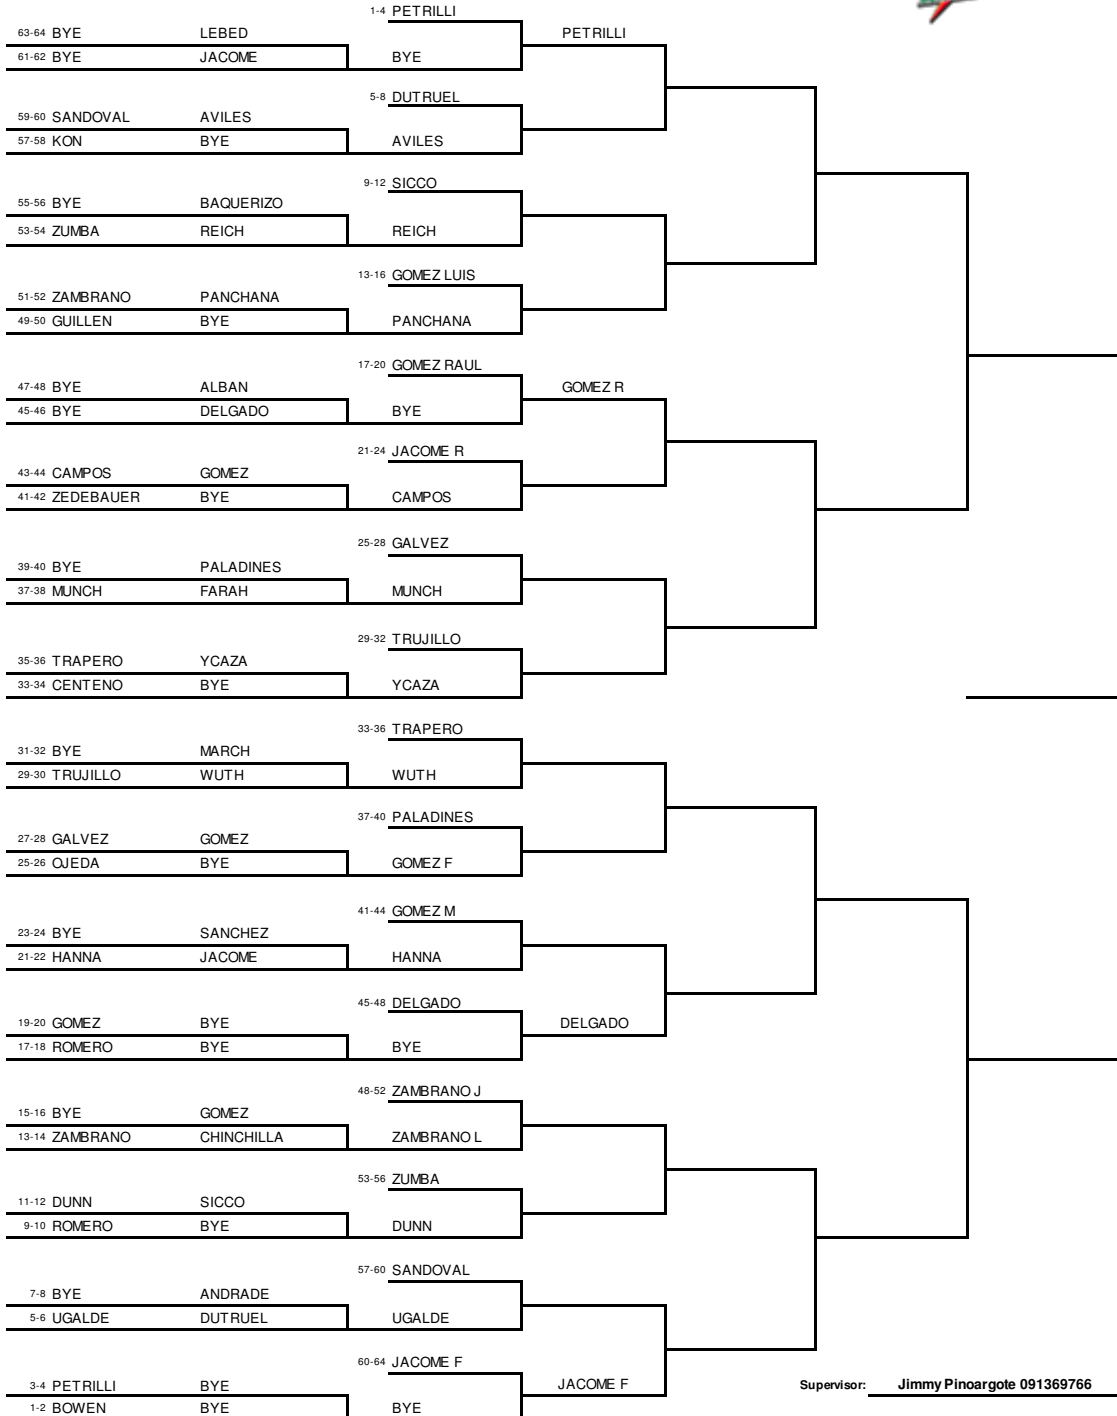 1-4 PETRILLI
63-64 BYE LEBED PETRILLI
61-62 BYE JACOME BYE
5-8 DUTRUEL
59-60 SANDOVAL AVILES
57-58 KON BYE AVILES
9-12 SICCO
55-56 BYE BAQUERIZO
53-54 ZUMBA REICH REICH
13-16 GOMEZ LUIS
51-52 ZAMBRANO PANCHANA
49-50 GUILLEN BYE PANCHANA
17-20 GOMEZ RAUL
47-48 BYE ALBAN GOMEZ R
45-46 BYE DELGADO BYE
21-24 JACOME R
43-44 CAMPOS GOMEZ
41-42 ZEDEBAUER BYE CAMPOS
25-28 GALVEZ
39-40 BYE PALADINES
37-38 MUNCH FARAH MUNCH
29-32 TRUJILLO
35-36 TRAPERO YCAZA
33-34 CENTENO BYE YCAZA
33-36 TRAPERO
31-32 BYE MARCH
29-30 TRUJILLO WUTH WUTH
37-40 PALADINES
27-28 GALVEZ GOMEZ
25-26 OJEDA BYE GOMEZ F
41-44 GOMEZ M
23-24 BYE SANCHEZ
21-22 HANNA JACOME HANNA
45-48 DELGADO
19-20 GOMEZ BYE DELGADO
17-18 ROMERO BYE BYE
48-52 ZAMBRANO J
15-16 BYE GOMEZ
13-14 ZAMBRANO CHINCHILLA ZAMBRANO L
53-56 ZUMBA
11-12 DUNN SICCO
9-10 ROMERO BYE DUNN
57-60 SANDOVAL
7-8 BYE ANDRADE
5-6 UGALDE DUTRUEL UGALDE
60-64 JACOME F
3-4 PETRILLI BYE JACOME F Supervisor: Jimmy Pinoargote 091369766
1-2 BOWEN BYE BYE